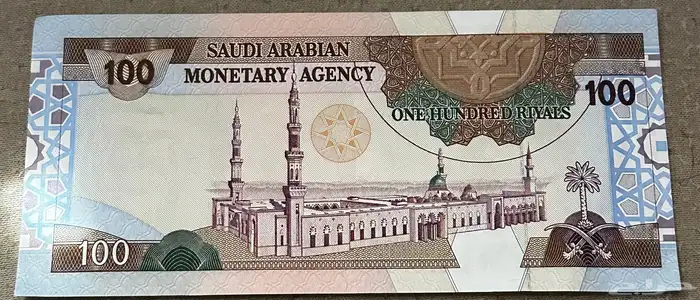 SAUDI ARABIAN
MONETARY AGENCY
100
ONE HUNDRED RIYALS
100
100